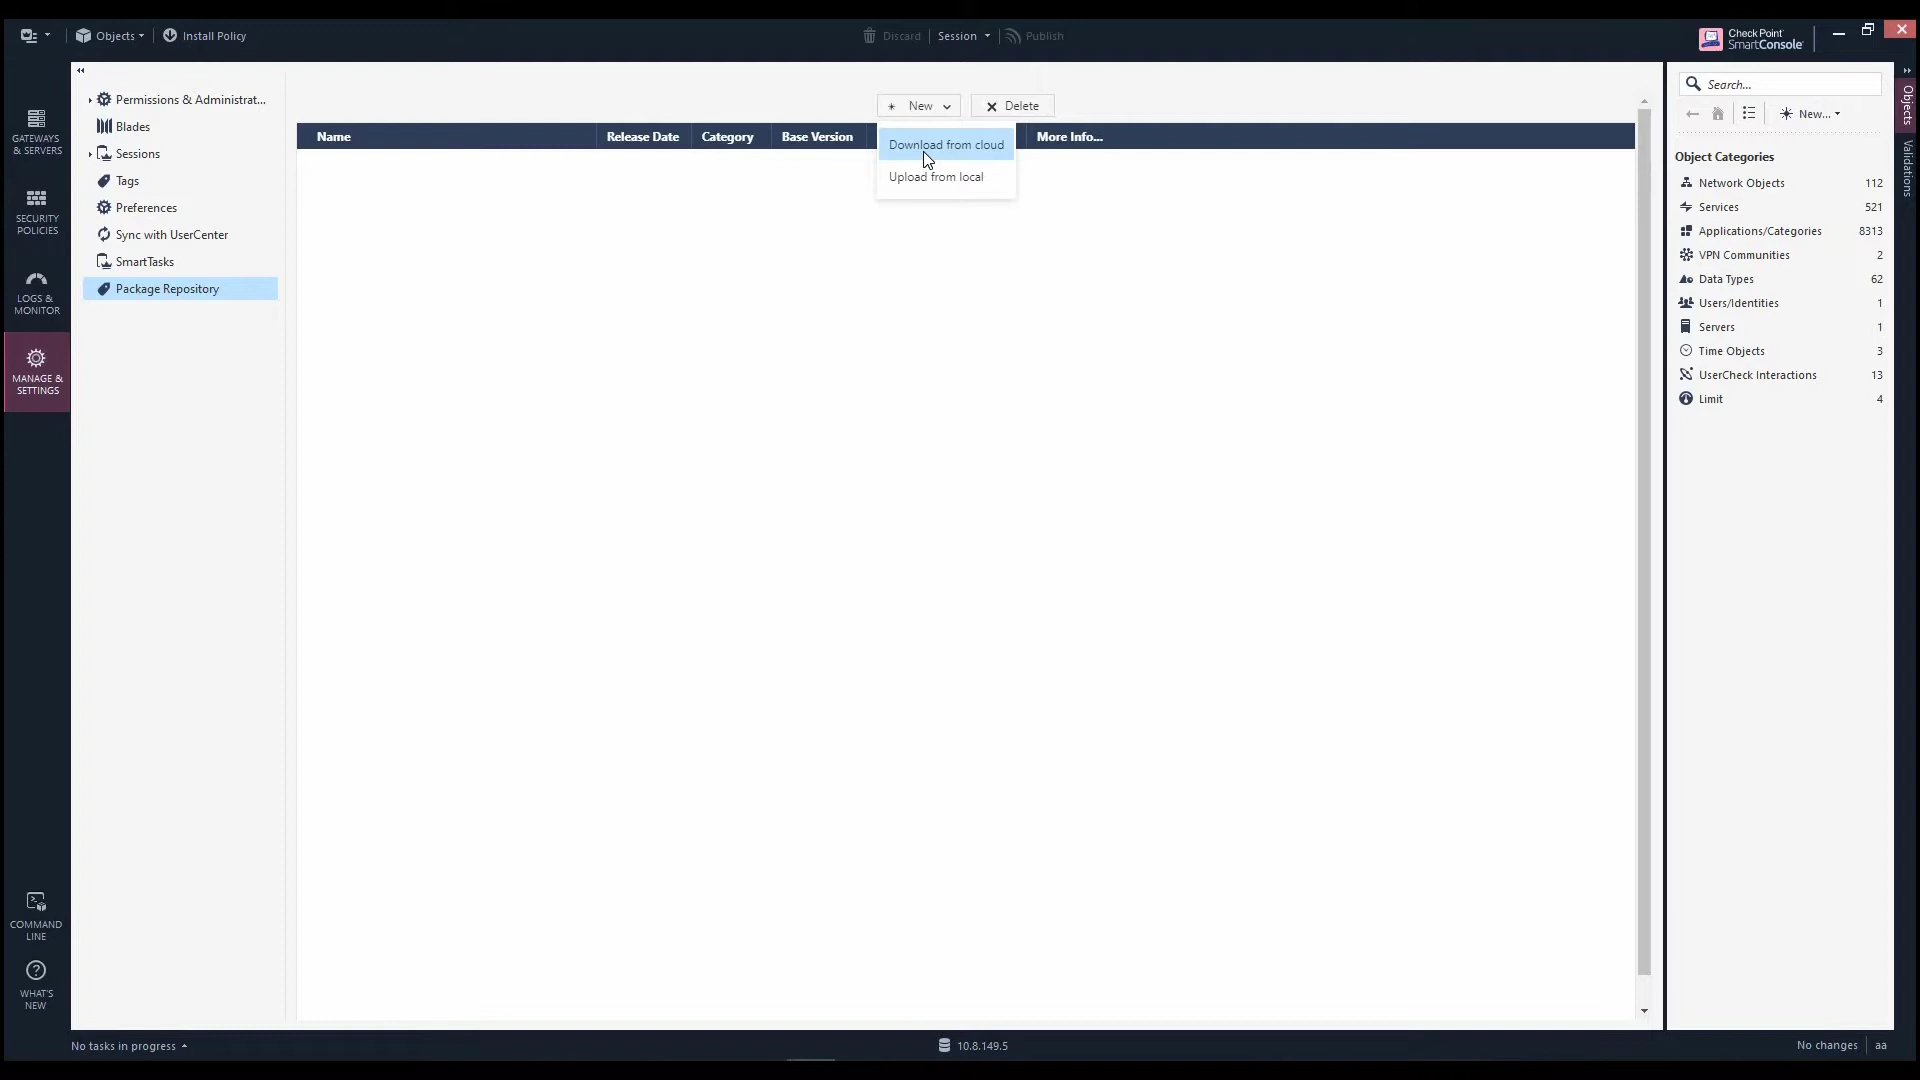 Objects
Install Policy
Discard
Session
Publish
Check Point
SmartConsole
GATEWAYS
& SERVERS
SECURITY
POLICIES
LOGS &
MONITOR
MANAGE &
SETTINGS
COMMAND
LINE
WHAT'S
NEW
Permissions & Administrat...
Blades
Sessions
Tags
Preferences
Sync with UserCenter
SmartTasks
Package Repository
New
Delete
Name
Release Date
Category
Base Version
More Info...
Download from cloud
Upload from local
Search...
New...
Object Categories
Network Objects 112
Services 521
Applications/Categories 8313
VPN Communities 2
Data Types 62
Users/Identities 1
Servers 1
Time Objects 3
UserCheck Interactions 13
Limit 4
Objects
Validations
No tasks in progress
10.8.149.5
No changes
aa